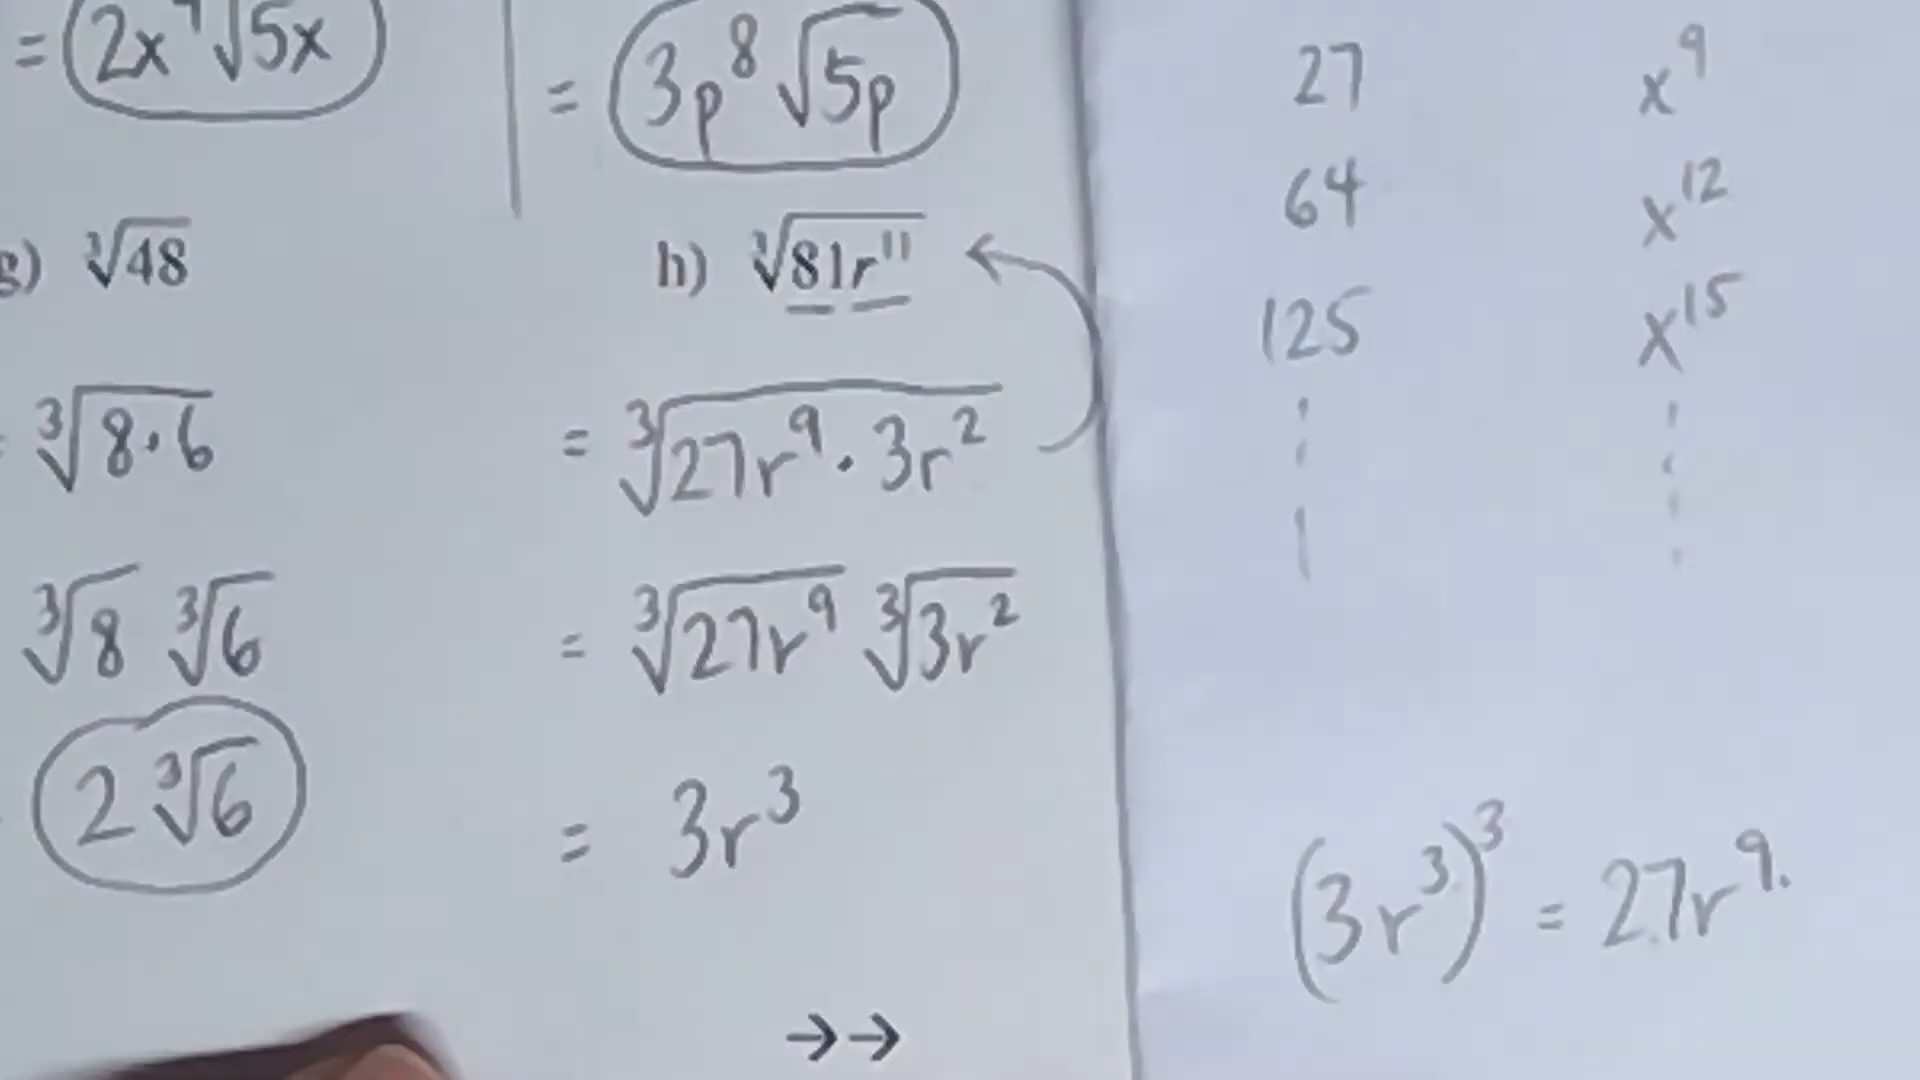 = 2x⁴√5x
= 3p⁸√5p
g) ∛48
∛8·6
∛8 ∛6
2∛6
h) ∛81r¹¹
= ∛27r⁹·3r²
= ∛27r⁹ ∛3r²
= 3r³
→→
27 x⁹
64 x¹²
125 x¹⁵
(3r³)³ = 27r⁹.